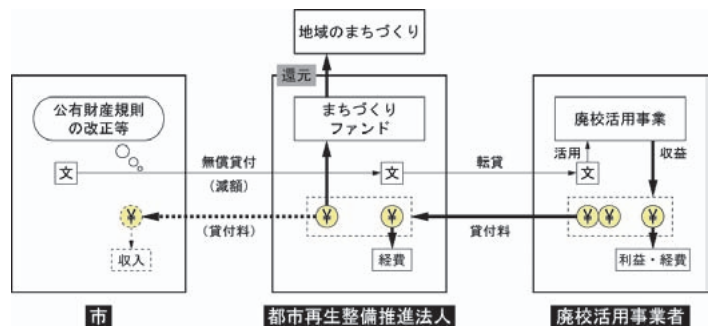 地域のまちづくり
還元
公有財産規則
の改正等
まちづくり
ファンド
廃校活用事業
無償貸付
(減額)
転貸
活用
収益
文
文
文
¥
¥
¥
¥¥
¥
(貸付料)
貸付料
収入
経費
利益・経費
市
都市再生整備推進法人
廃校活用事業者